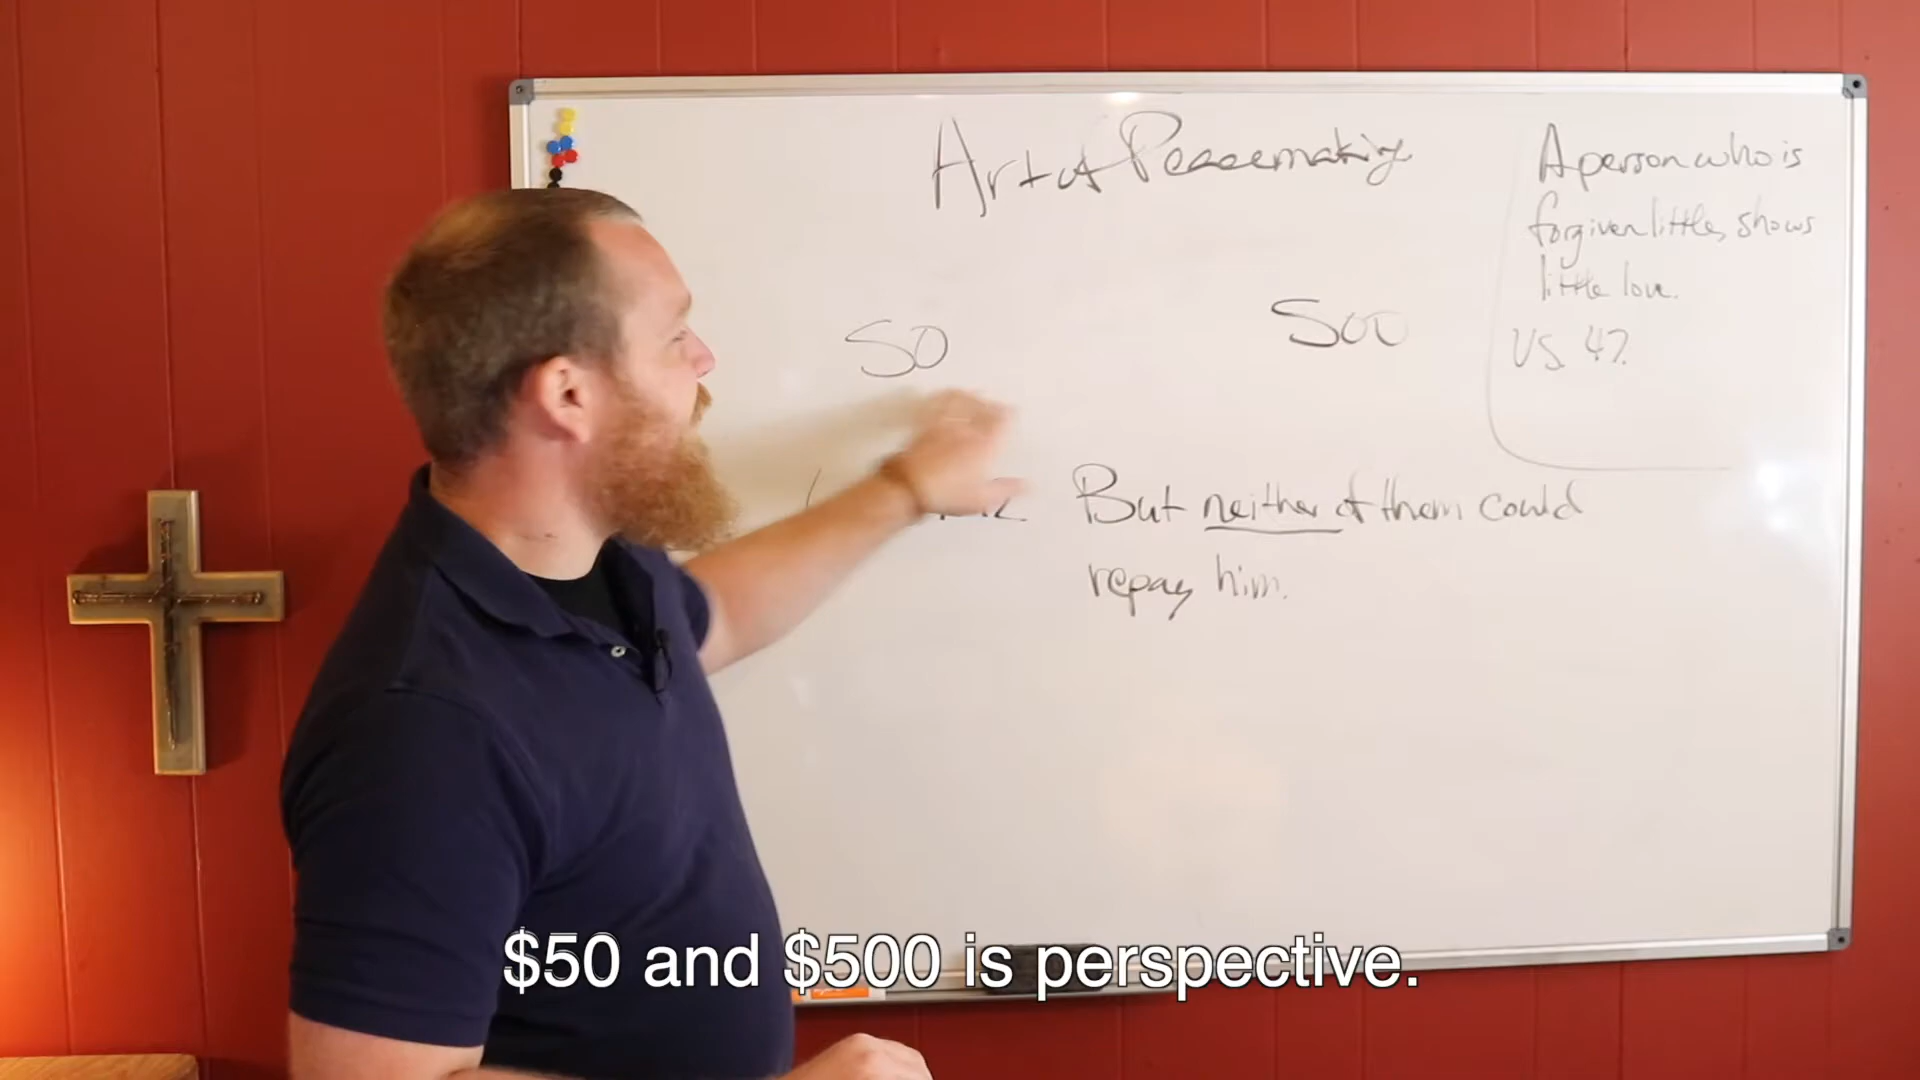 Art of Peacemaking
A person who is
forgiven little, shows
little love.
VS 47.
50
500
But neither of them could
repay him.
$50 and $500 is perspective.